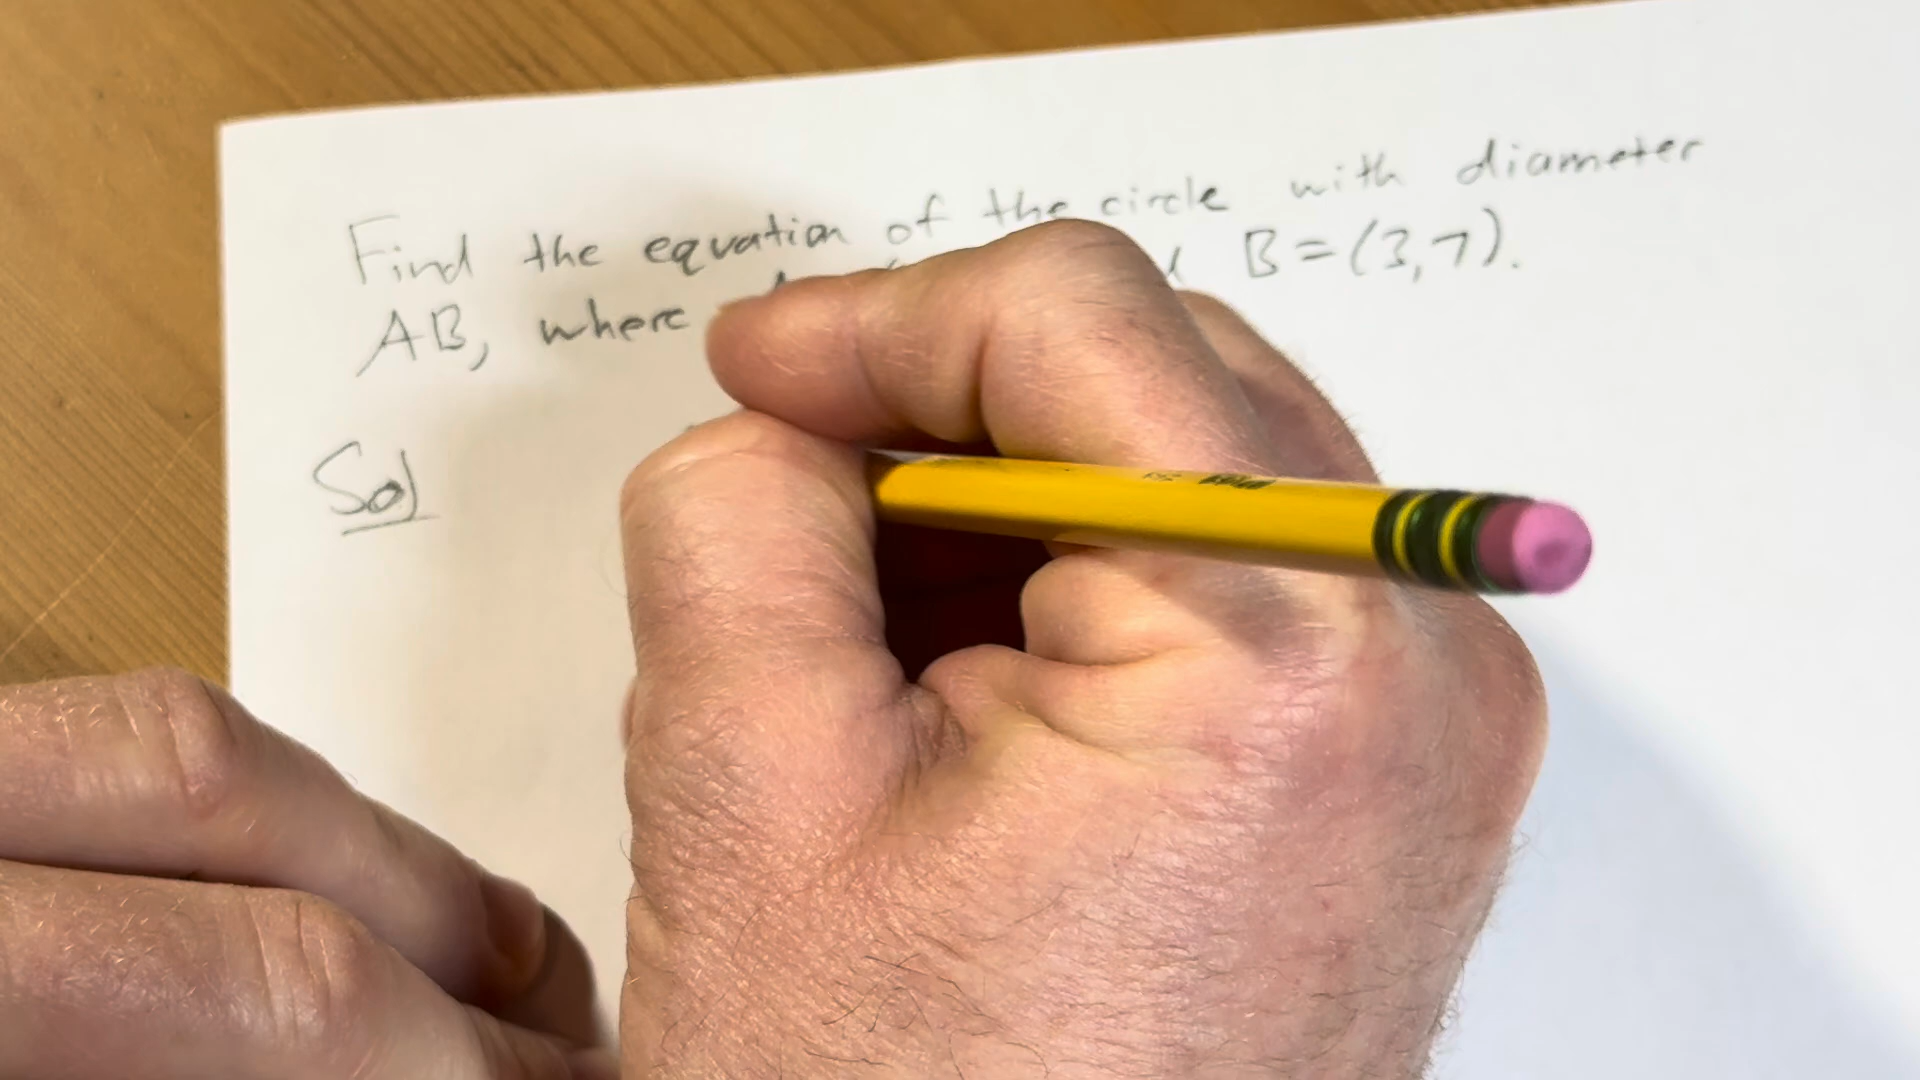 Find the equation of the circle with diameter
AB, where B=(3,7).
Sol